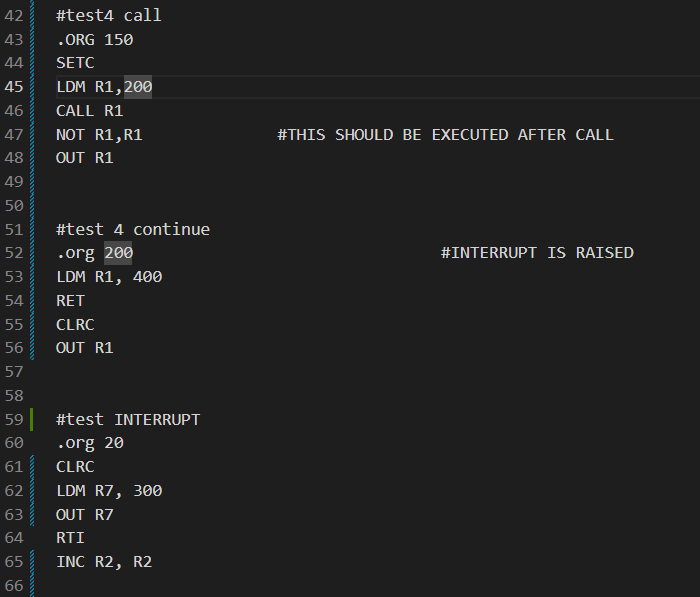 42 #test4 call
43 .ORG 150
44 SETC
45 LDM R1,200
46 CALL R1
47 NOT R1,R1 #THIS SHOULD BE EXECUTED AFTER CALL
48 OUT R1
49
50
51 #test 4 continue
52 .org 200 #INTERRUPT IS RAISED
53 LDM R1, 400
54 RET
55 CLRC
56 OUT R1
57
58
59 #test INTERRUPT
60 .org 20
61 CLRC
62 LDM R7, 300
63 OUT R7
64 RTI
65 INC R2, R2
66